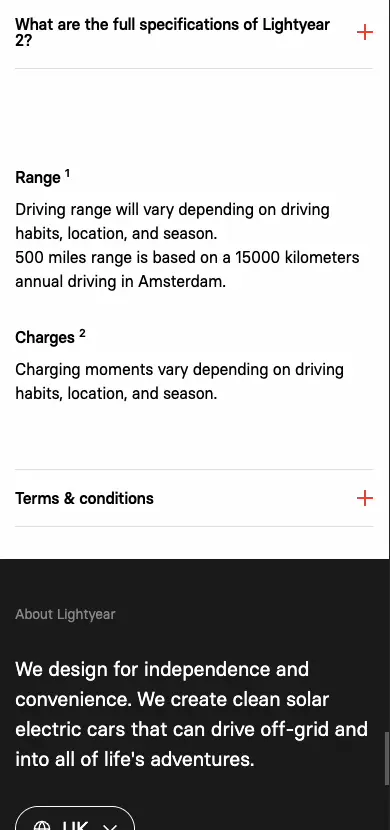 What are the full specifications of Lightyear
2?
Range 1
Driving range will vary depending on driving
habits, location, and season.
500 miles range is based on a 15000 kilometers
annual driving in Amsterdam.
Charges 2
Charging moments vary depending on driving
habits, location, and season.
Terms & conditions
About Lightyear
We design for independence and
convenience. We create clean solar
electric cars that can drive off-grid and
into all of life's adventures.
UK